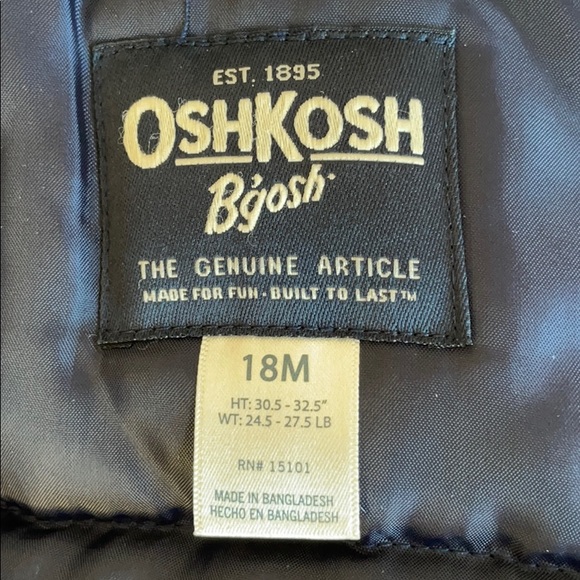 EST. 1895
OSHKOSH
B'gosh
THE GENUINE ARTICLE
MADE FOR FUN · BUILT TO LAST™
18M
HT: 30.5 - 32.5"
WT: 24.5 - 27.5 LB
RN# 15101
MADE IN BANGLADESH
HECHO EN BANGLADESH